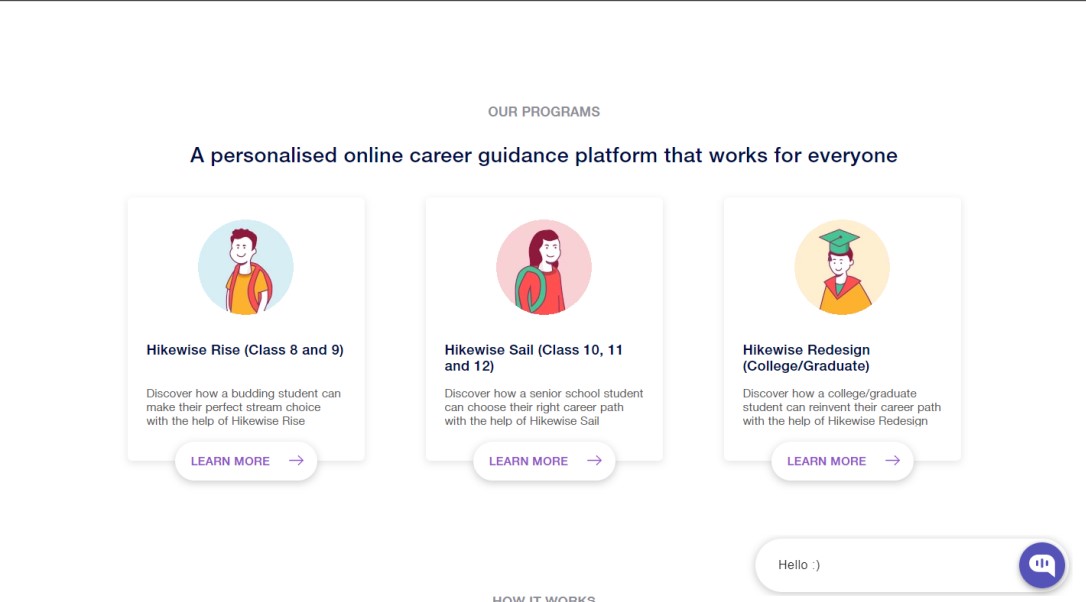 OUR PROGRAMS
A personalised online career guidance platform that works for everyone
Hikewise Rise (Class 8 and 9)
Discover how a budding student can
make their perfect stream choice
with the help of Hikewise Rise
LEARN MORE
Hikewise Sail (Class 10, 11
and 12)
Discover how a senior school student
can choose their right career path
with the help of Hikewise Sail
LEARN MORE
Hikewise Redesign
(College/Graduate)
Discover how a college/graduate
student can reinvent their career path
with the help of Hikewise Redesign
LEARN MORE
Hello :)
HOW IT WORKS